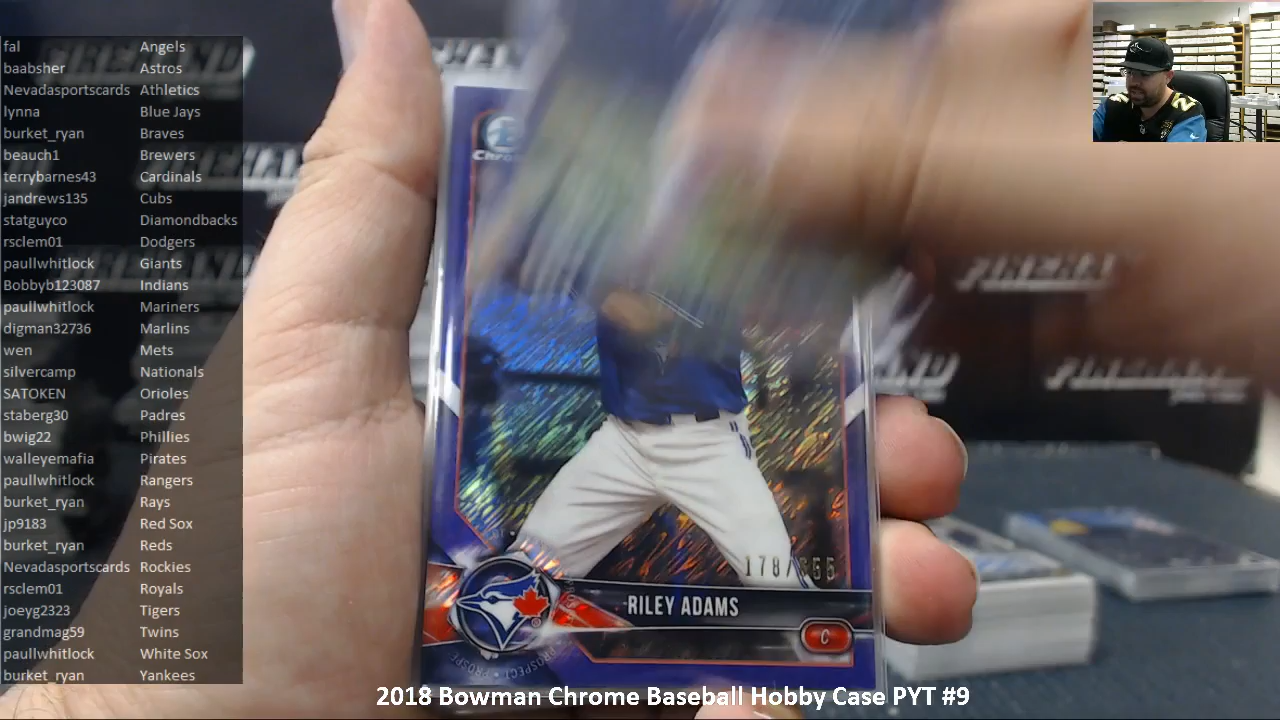 fal Angels
baabsher Astros
Nevadasportscards Athletics
lynna Blue Jays
burket_ryan Braves
beauch1 Brewers
terrybarnes43 Cardinals
jandrews135 Cubs
statguyco Diamondbacks
rsclem01 Dodgers
paullwhitlock Giants
Bobbyb123087 Indians
paullwhitlock Mariners
digman32736 Marlins
wen Mets
silvercamp Nationals
SATOKEN Orioles
staberg30 Padres
bwig22 Phillies
walleyemafia Pirates
paullwhitlock Rangers
burket_ryan Rays
jp9183 Red Sox
burket_ryan Reds
Nevadasportscards Rockies
rsclem01 Royals
joeyg2323 Tigers
grandmag59 Twins
paullwhitlock White Sox
burket_ryan Yankees
178/
RILEY ADAMS
C
PROSPECT
2018 Bowman Chrome Baseball Hobby Case PYT #9